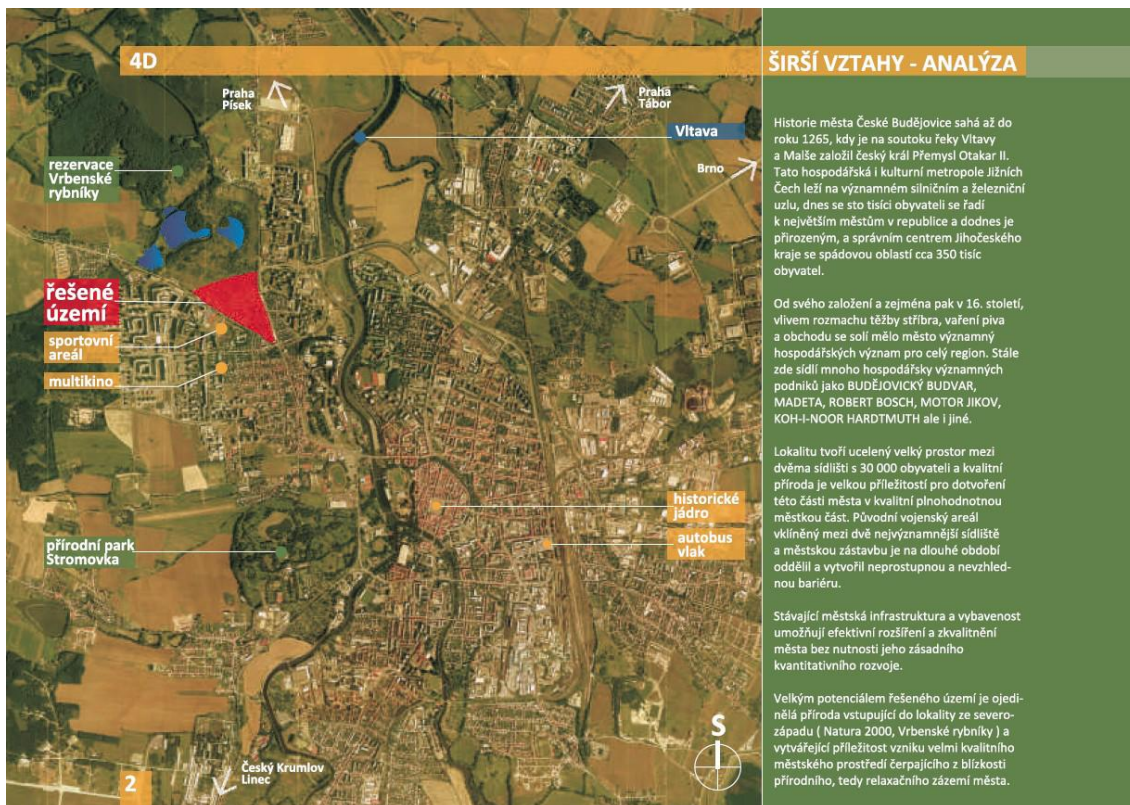 4D
ŠIRŠÍ VZTAHY - ANALÝZA
Praha
Písek
Praha
Tábor
Vltava
Brno
rezervace
Vrbenské
rybníky
řešené
území
sportovní
areál
multikino
historické
jádro
autobus
vlak
přírodní park
Stromovka
Český Krumlov
Linec
S
2
Historie města České Budějovice sahá až do
roku 1265, kdy je na soutoku řeky Vltavy
a Malše založil český král Přemysl Otakar II.
Tato hospodářská i kulturní metropole Jižních
Čech leží na významném silničním a železniční
uzlu, dnes se sto tisíci obyvateli se řadí
k největším městům v republice a dodnes je
přirozeným, a správním centrem Jihočeského
kraje se spádovou oblastí cca 350 tisíc
obyvatel.
Od svého založení a zejména pak v 16. století,
vlivem rozmachu těžby stříbra, vaření piva
a obchodu se solí mělo město významný
hospodářských význam pro celý region. Stále
zde sídlí mnoho hospodářsky významných
podniků jako BUDĚJOVICKÝ BUDVAR,
MADETA, ROBERT BOSCH, MOTOR JIKOV,
KOH-I-NOOR HARDTMUTH ale i jiné.
Lokalitu tvoří ucelený velký prostor mezi
dvěma sídlišti s 30 000 obyvateli a kvalitní
příroda je velkou příležitostí pro dotvoření
této části města v kvalitní plnohodnotnou
městkou část. Původní vojenský areál
vklíněný mezi dvě nejvýznamnější sídliště
a městskou zástavbu je na dlouhé období
oddělil a vytvořil neprostupnou a nevzhled-
nou bariéru.
Stávající městská infrastruktura a vybavenost
umožňují efektivní rozšíření a zkvalitnění
města bez nutnosti jeho zásadního
kvantitativního rozvoje.
Velkým potenciálem řešeného území je ojedi-
nělá příroda vstupující do lokality ze severo-
západu ( Natura 2000, Vrbenské rybníky ) a
vytvářející příležitost vzniku velmi kvalitního
městského prostředí čerpajícího z blízkosti
přírodního, tedy relaxačního zázemí města.